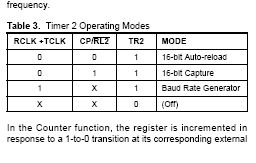 frequency.
Table 3. Timer 2 Operating Modes
RCLK +TCLK CP/RL2 TR2 MODE
0 0 1 16-bit Auto-reload
0 1 1 16-bit Capture
1 X 1 Baud Rate Generator
X X 0 (Off)
In the Counter function, the register is incremented in
response to a 1-to-0 transition at its corresponding external